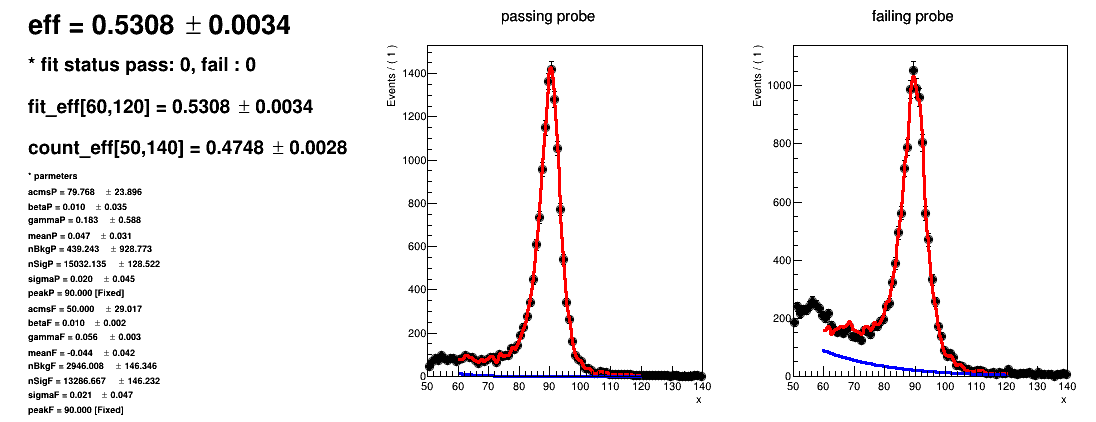 eff = 0.5308 ± 0.0034
* fit status pass: 0, fail : 0
fit_eff[60,120] = 0.5308 ± 0.0034
count_eff[50,140] = 0.4748 ± 0.0028
* parmeters
acmsP = 79.768 ± 23.896
betaP = 0.010 ± 0.035
gammaP = 0.183 ± 0.588
meanP = 0.047 ± 0.031
nBkgP = 439.243 ± 928.773
nSigP = 15032.135 ± 128.522
sigmaP = 0.020 ± 0.045
peakP = 90.000 [Fixed]
acmsF = 50.000 ± 29.017
betaF = 0.010 ± 0.002
gammaF = 0.056 ± 0.003
meanF = -0.044 ± 0.042
nBkgF = 2946.008 ± 146.346
nSigF = 13286.667 ± 146.232
sigmaF = 0.021 ± 0.047
peakF = 90.000 [Fixed]
passing probe
Events / ( 1 )
1400
1200
1000
800
600
400
200
0
50 60 70 80 90 100 110 120 130 140
x
failing probe
Events / ( 1 )
1000
800
600
400
200
0
50 60 70 80 90 100 110 120 130 140
x